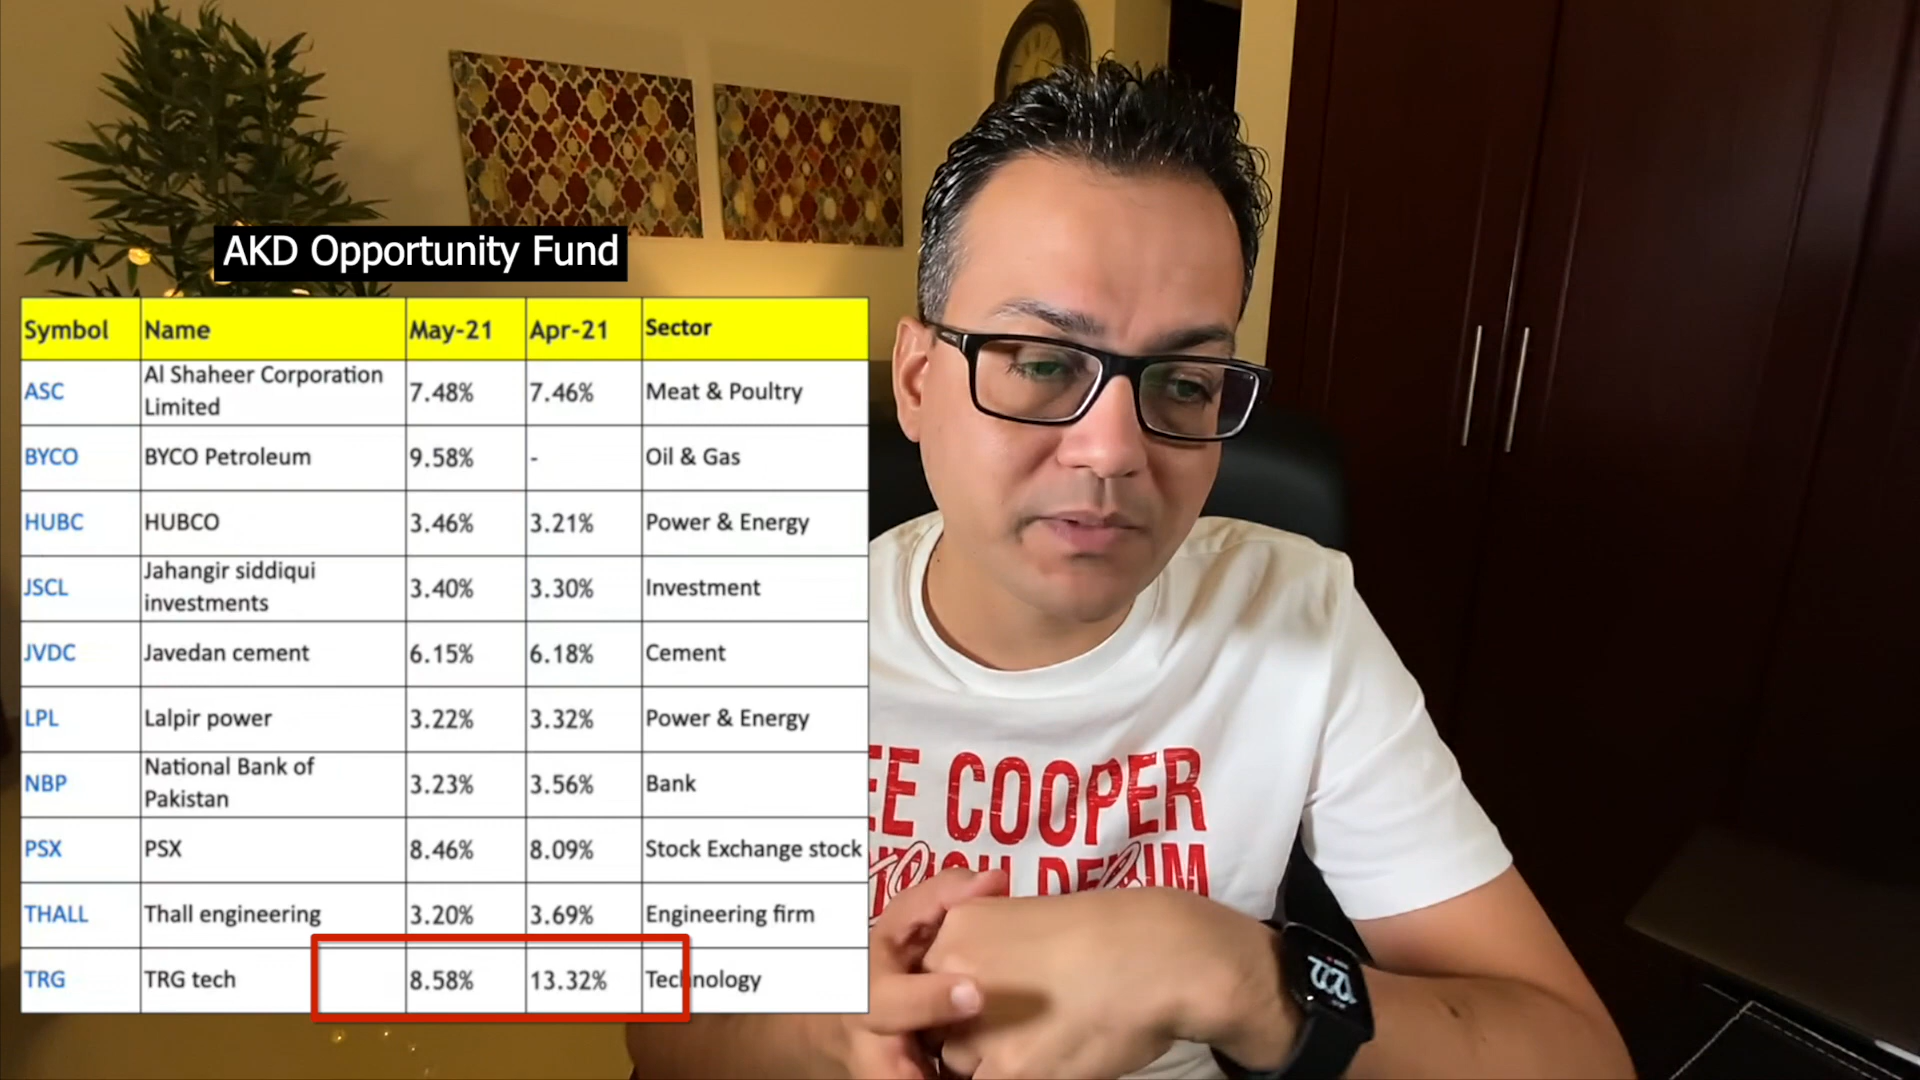 AKD Opportunity Fund
Symbol Name May-21 Apr-21 Sector
ASC Al Shaheer Corporation Limited 7.48% 7.46% Meat & Poultry
BYCO BYCO Petroleum 9.58% - Oil & Gas
HUBC HUBCO 3.46% 3.21% Power & Energy
JSCL Jahangir siddiqui investments 3.40% 3.30% Investment
JVDC Javedan cement 6.15% 6.18% Cement
LPL Lalpir power 3.22% 3.32% Power & Energy
NBP National Bank of Pakistan 3.23% 3.56% Bank
PSX PSX 8.46% 8.09% Stock Exchange stock
THALL Thall engineering 3.20% 3.69% Engineering firm
TRG TRG tech 8.58% 13.32% Technology
EE COOPER